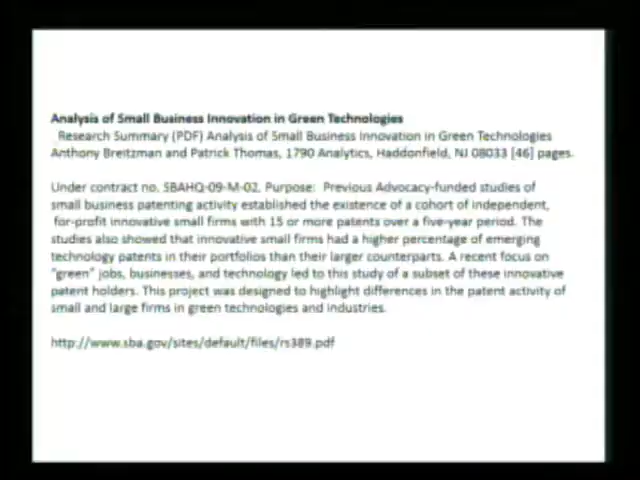 Analysis of Small Business Innovation in Green Technologies
Research Summary (PDF) Analysis of Small Business Innovation in Green Technologies
Anthony Breitzman and Patrick Thomas, 1790 Analytics, Haddonfield, NJ 08033 [46] pages.
Under contract no. SBAHQ-09-M-02. Purpose: Previous Advocacy-funded studies of
small business patenting activity established the existence of a cohort of independent,
for-profit innovative small firms with 15 or more patents over a five-year period. The
studies also showed that innovative small firms had a higher percentage of emerging
technology patents in their portfolios than their larger counterparts. A recent focus on
"green" jobs, businesses, and technology led to this study of a subset of these innovative
patent holders. This project was designed to highlight differences in the patent activity of
small and large firms in green technologies and industries.
http://www.sba.gov/sites/default/files/rs389.pdf